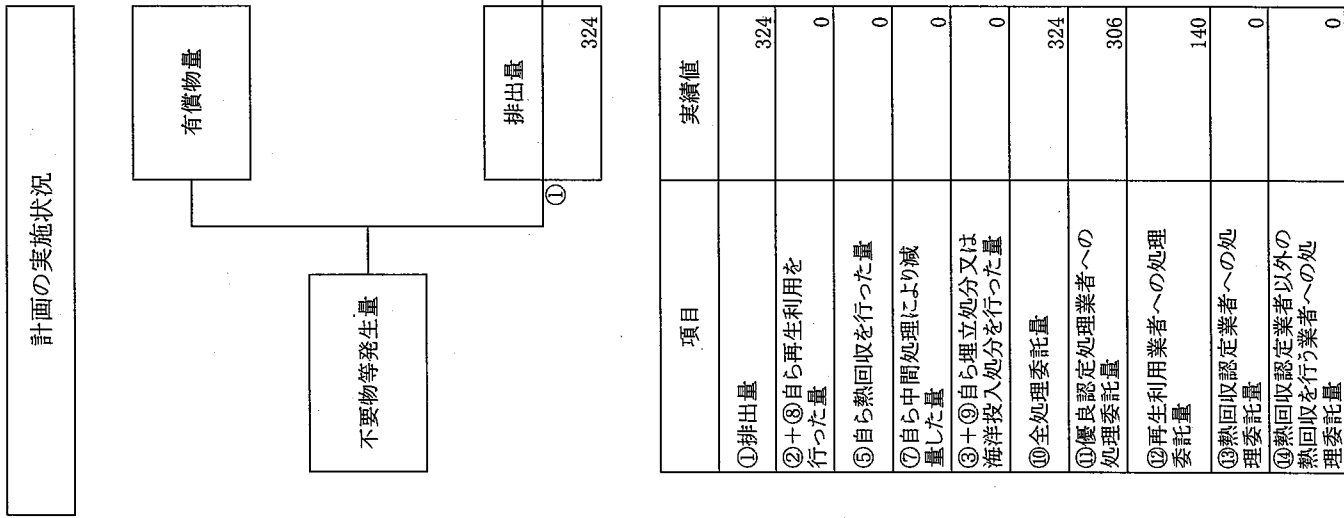 計画の実施状況
有償物量
不要物等発生量
排出量
①
324
項目
実績値
①排出量
324
②+⑧自ら再生利用を
行った量
0
⑤自ら熱回収を行った量
0
⑦自ら中間処理により減
量した量
0
③+⑨自ら埋立処分又は
海洋投入処分を行った量
0
⑩全処理委託量
324
⑪優良認定処理業者への
処理委託量
306
⑫再生利用業者への処理
委託量
140
⑬熱回収認定業者への処
理委託量
0
⑭熱回収認定業者以外の
熱回収を行う業者への処
理委託量
0